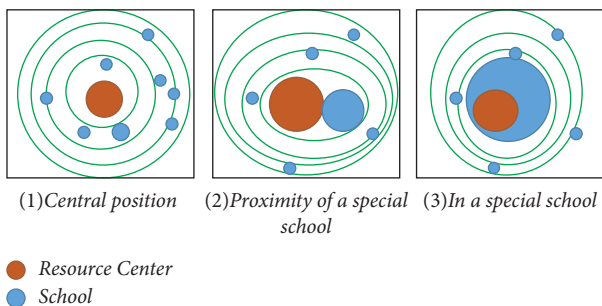 (1)Central position
(2)Proximity of a special
school
(3)In a special school
Resource Center
School